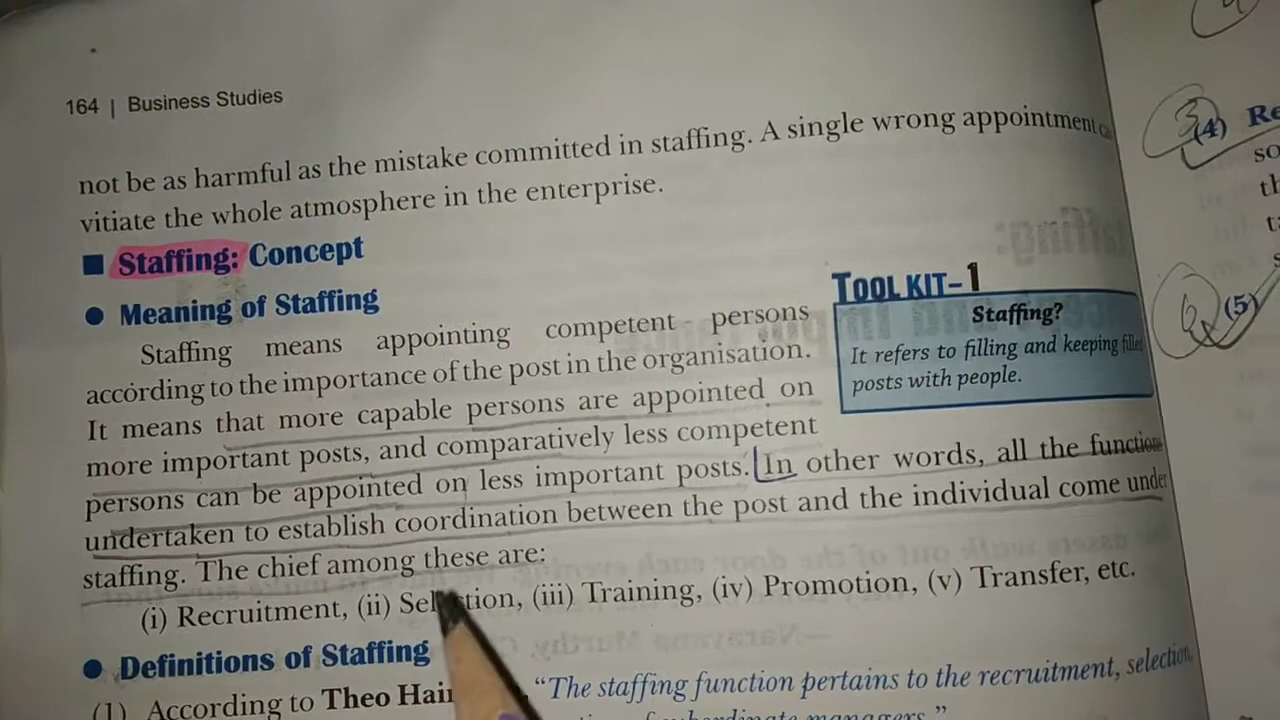 164 | Business Studies
not be as harmful as the mistake committed in staffing. A single wrong appointment
vitiate the whole atmosphere in the enterprise.
■ Staffing: Concept
● Meaning of Staffing
Staffing means appointing competent persons
according to the importance of the post in the organisation.
It means that more capable persons are appointed on
more important posts, and comparatively less competent
persons can be appointed on less important posts. In other words, all the functions
undertaken to establish coordination between the post and the individual come under
staffing. The chief among these are:
(i) Recruitment, (ii) Selection, (iii) Training, (iv) Promotion, (v) Transfer, etc.
● Definitions of Staffing
(1) According to Theo Hai
"The staffing function pertains to the recruitment, selection,
of subordinate managers."
TOOL KIT–1
Staffing?
It refers to filling and keeping filled
posts with people.
3
(4) Re
so
th
6
(5)